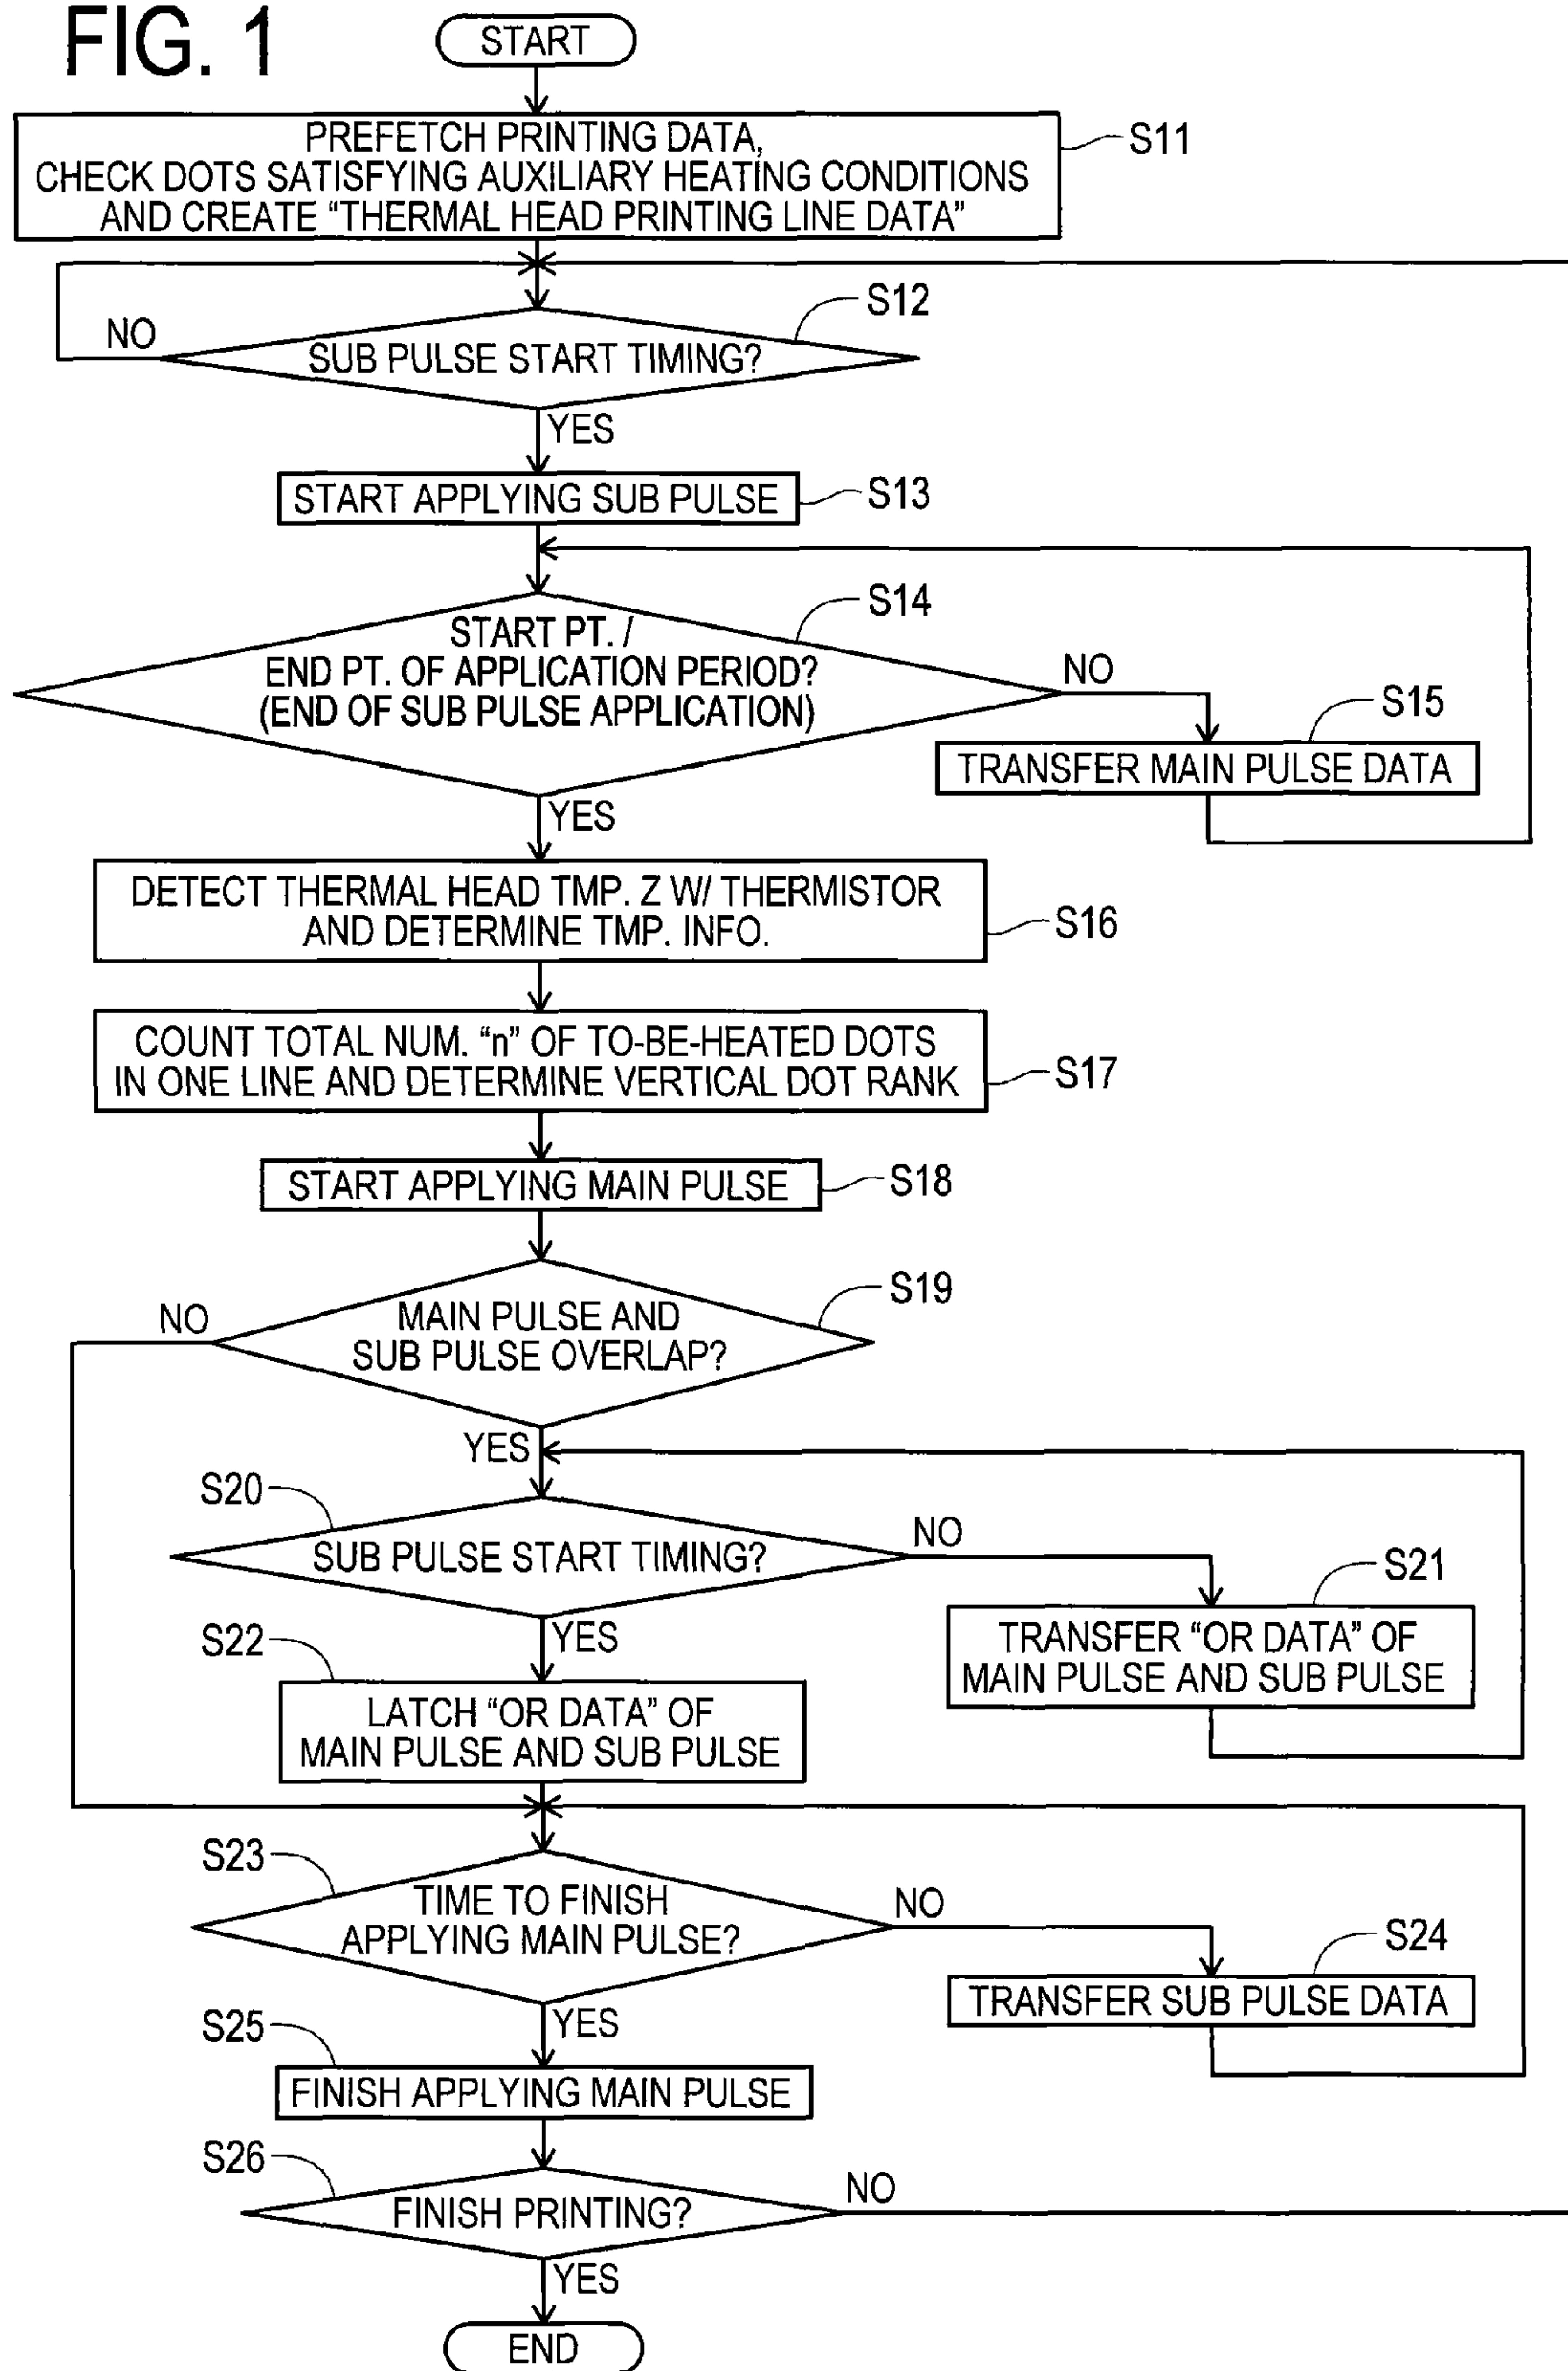 FIG. 1
START
PREFETCH PRINTING DATA,
CHECK DOTS SATISFYING AUXILIARY HEATING CONDITIONS
AND CREATE “THERMAL HEAD PRINTING LINE DATA”
S11
S12
NO
SUB PULSE START TIMING?
YES
START APPLYING SUB PULSE
S13
S14
START PT. /
END PT. OF APPLICATION PERIOD?
(END OF SUB PULSE APPLICATION)
NO
S15
TRANSFER MAIN PULSE DATA
YES
DETECT THERMAL HEAD TMP. Z W/ THERMISTOR
AND DETERMINE TMP. INFO.
S16
COUNT TOTAL NUM. “n” OF TO-BE-HEATED DOTS
IN ONE LINE AND DETERMINE VERTICAL DOT RANK
S17
START APPLYING MAIN PULSE
S18
S19
NO
MAIN PULSE AND
SUB PULSE OVERLAP?
YES
S20
SUB PULSE START TIMING?
NO
S21
TRANSFER “OR DATA” OF
MAIN PULSE AND SUB PULSE
YES
S22
LATCH “OR DATA” OF
MAIN PULSE AND SUB PULSE
S23
TIME TO FINISH
APPLYING MAIN PULSE?
NO
S24
TRANSFER SUB PULSE DATA
YES
S25
FINISH APPLYING MAIN PULSE
S26
FINISH PRINTING?
NO
YES
END